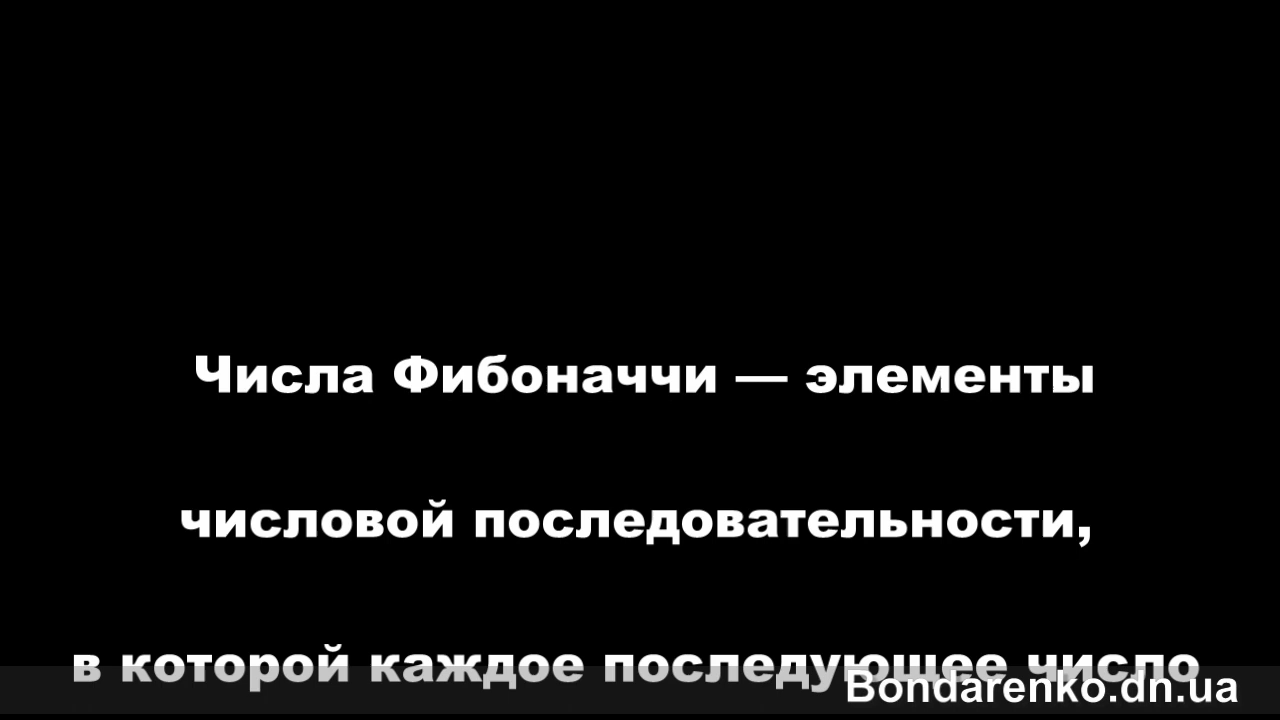 Числа Фибоначчи — элементы
числовой последовательности,
в которой каждое последующее число
Bondarenko.dn.ua